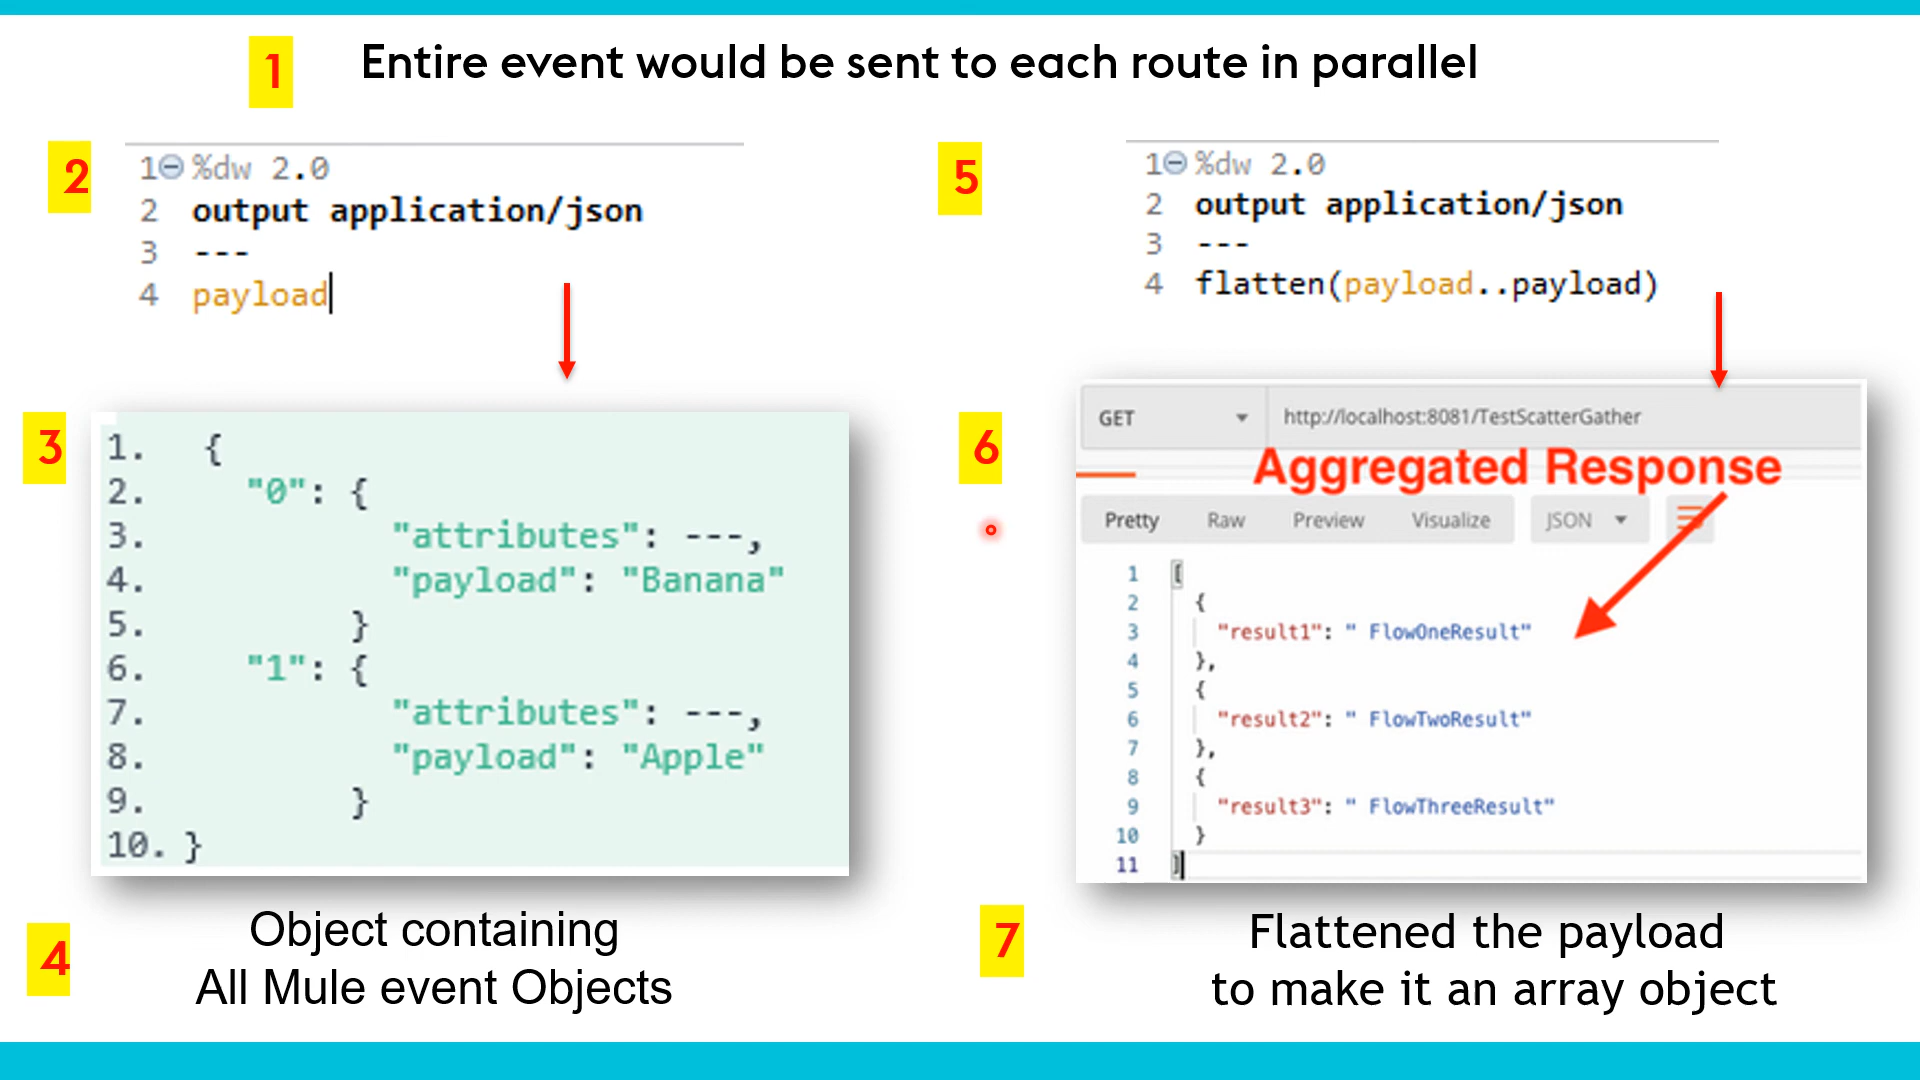 1 Entire event would be sent to each route in parallel
2
1 %dw 2.0
2 output application/json
3 ---
4 payload
3
1. {
2. "0": {
3. "attributes": ---,
4. "payload": "Banana"
5. }
6. "1": {
7. "attributes": ---,
8. "payload": "Apple"
9. }
10. }
4
Object containing
All Mule event Objects
5
1 %dw 2.0
2 output application/json
3 ---
4 flatten(payload..payload)
6
GET http://localhost:8081/TestScatterGather
Aggregated Response
Pretty Raw Preview Visualize JSON
1 [
2 {
3 "result1": " FlowOneResult"
4 },
5 {
6 "result2": " FlowTwoResult"
7 },
8 {
9 "result3": " FlowThreeResult"
10 }
11 ]
7
Flattened the payload
to make it an array object